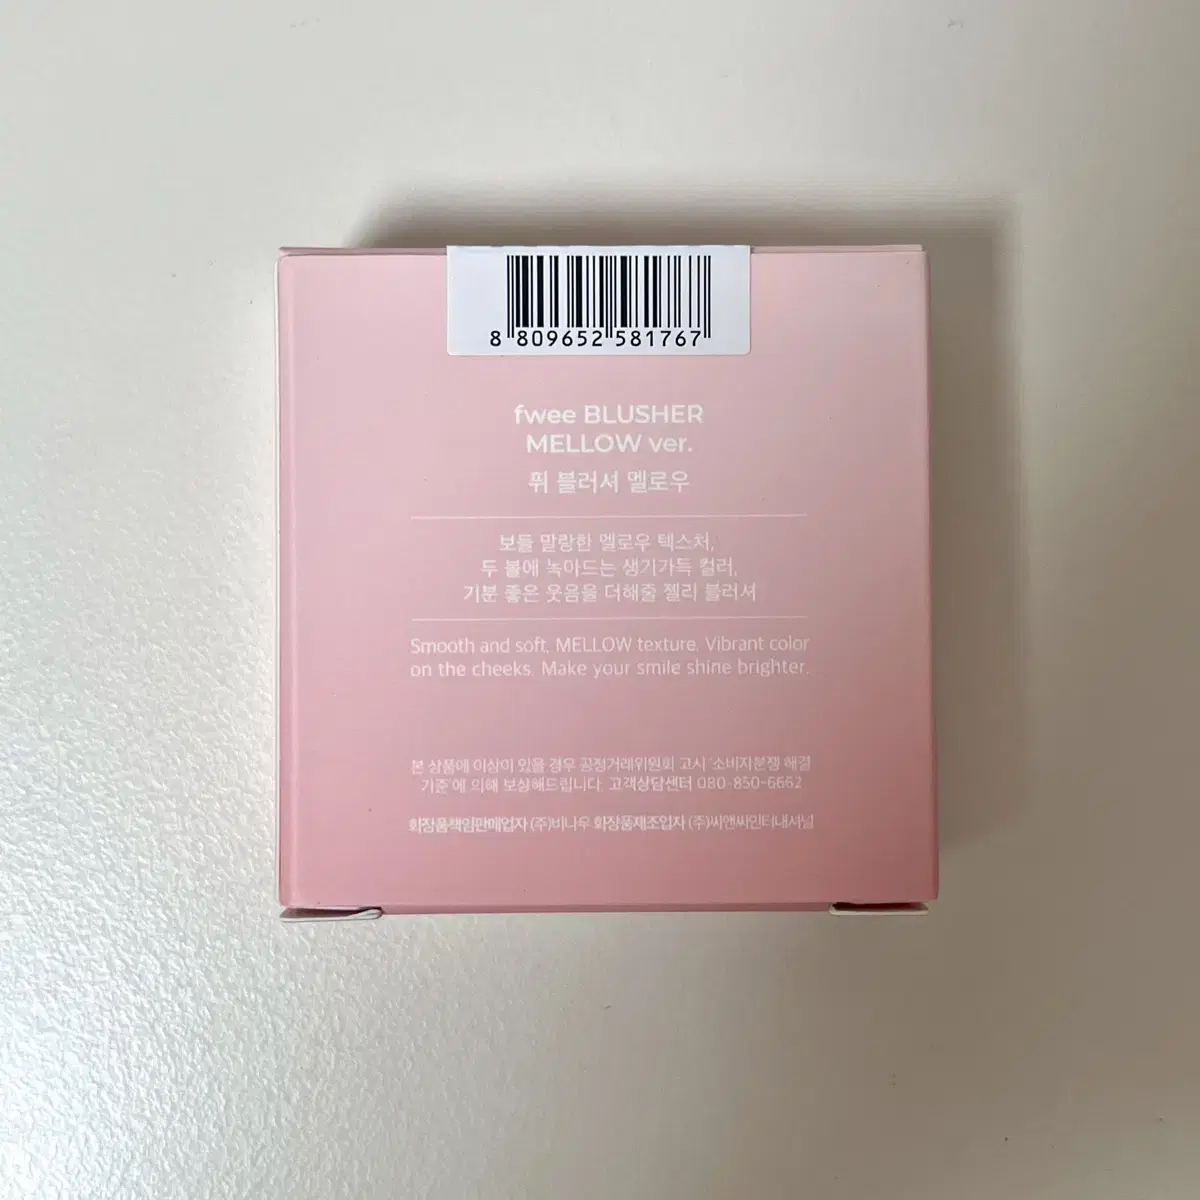 8 809652 581767
fwee BLUSHER
MELLOW ver.
휘 블러셔 멜로우
보들 말랑한 멜로우 텍스처,
두 볼에 녹아드는 생기가득 컬러,
기분 좋은 웃음을 더해줄 젤리 블러셔
Smooth and soft, MELLOW texture. Vibrant color
on the cheeks. Make your smile shine brighter.
본 상품에 이상이 있을 경우 공정거래위원회 고시 '소비자분쟁 해결
기준'에 의해 보상해드립니다. 고객상담센터 080-850-6662
화장품책임판매업자 (주)비나우 화장품제조업자 (주)씨앤씨인터내셔널